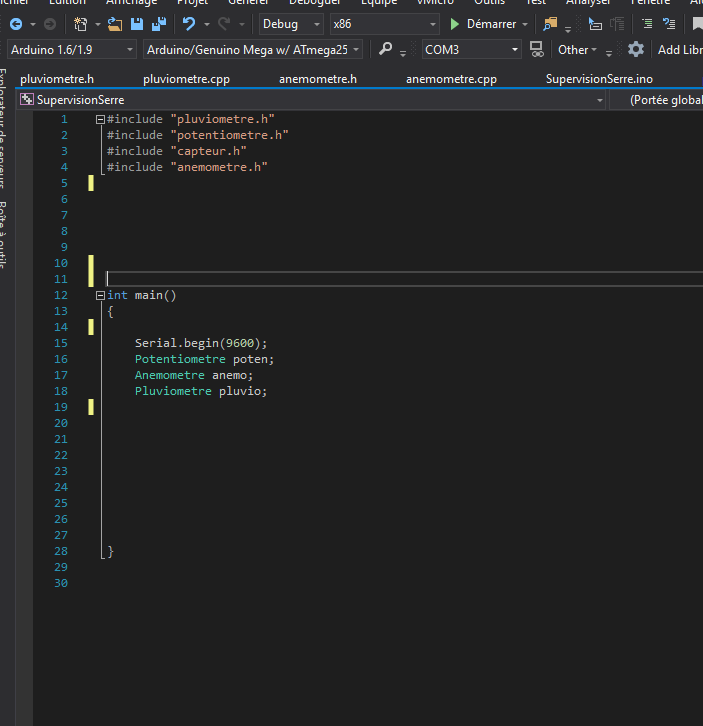 Edition Affichage Projet Générer Déboguer Équipe vMicro Outils Test Analyser Fenêtre
Debug x86 Démarrer
Arduino 1.6/1.9 Arduino/Genuino Mega w/ ATmega25 COM3 Other Add Libr
Explorateur de serveurs
Boîte à outils
pluviometre.h pluviometre.cpp anemometre.h anemometre.cpp SupervisionSerre.ino
SupervisionSerre (Portée global
1 #include "pluviometre.h"
2 #include "potentiometre.h"
3 #include "capteur.h"
4 #include "anemometre.h"
5
6
7
8
9
10
11
12 int main()
13 {
14
15 Serial.begin(9600);
16 Potentiometre poten;
17 Anemometre anemo;
18 Pluviometre pluvio;
19
20
21
22
23
24
25
26
27
28 }
29
30